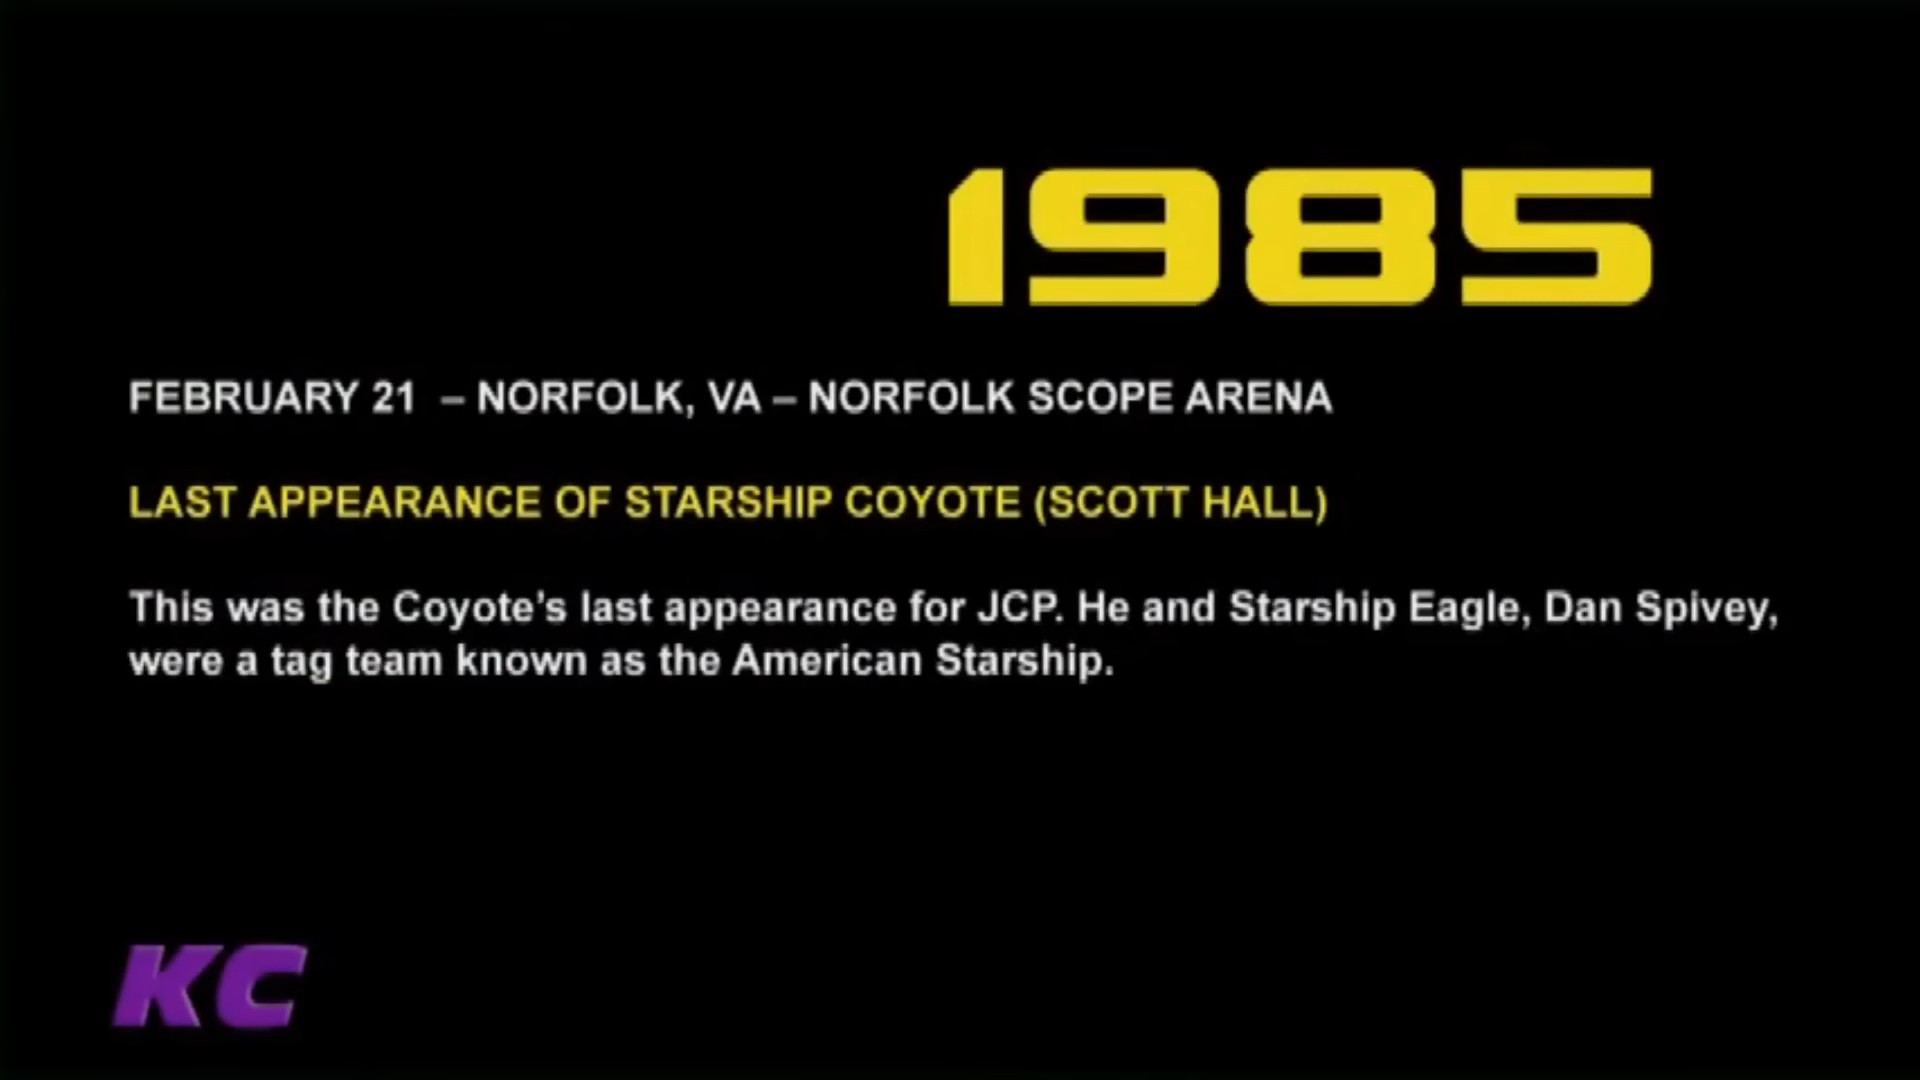 1985
FEBRUARY 21 – NORFOLK, VA – NORFOLK SCOPE ARENA
LAST APPEARANCE OF STARSHIP COYOTE (SCOTT HALL)
This was the Coyote’s last appearance for JCP. He and Starship Eagle, Dan Spivey,
were a tag team known as the American Starship.
KC